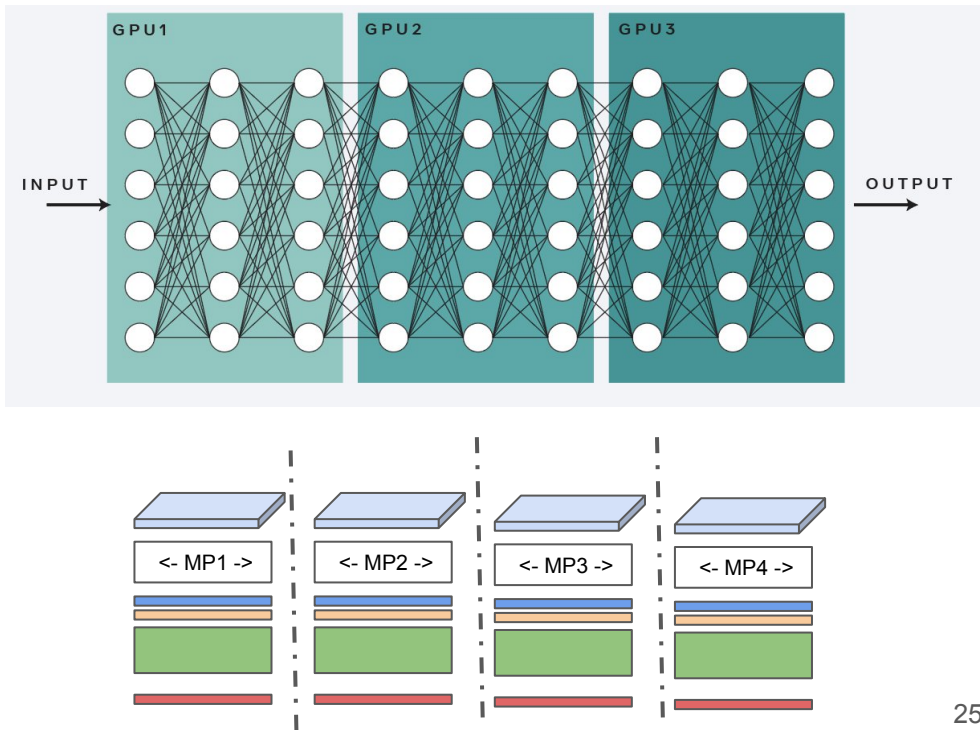 GPU1
GPU2
GPU3
INPUT
OUTPUT
<- MP1 ->
<- MP2 ->
<- MP3 ->
<- MP4 ->
25